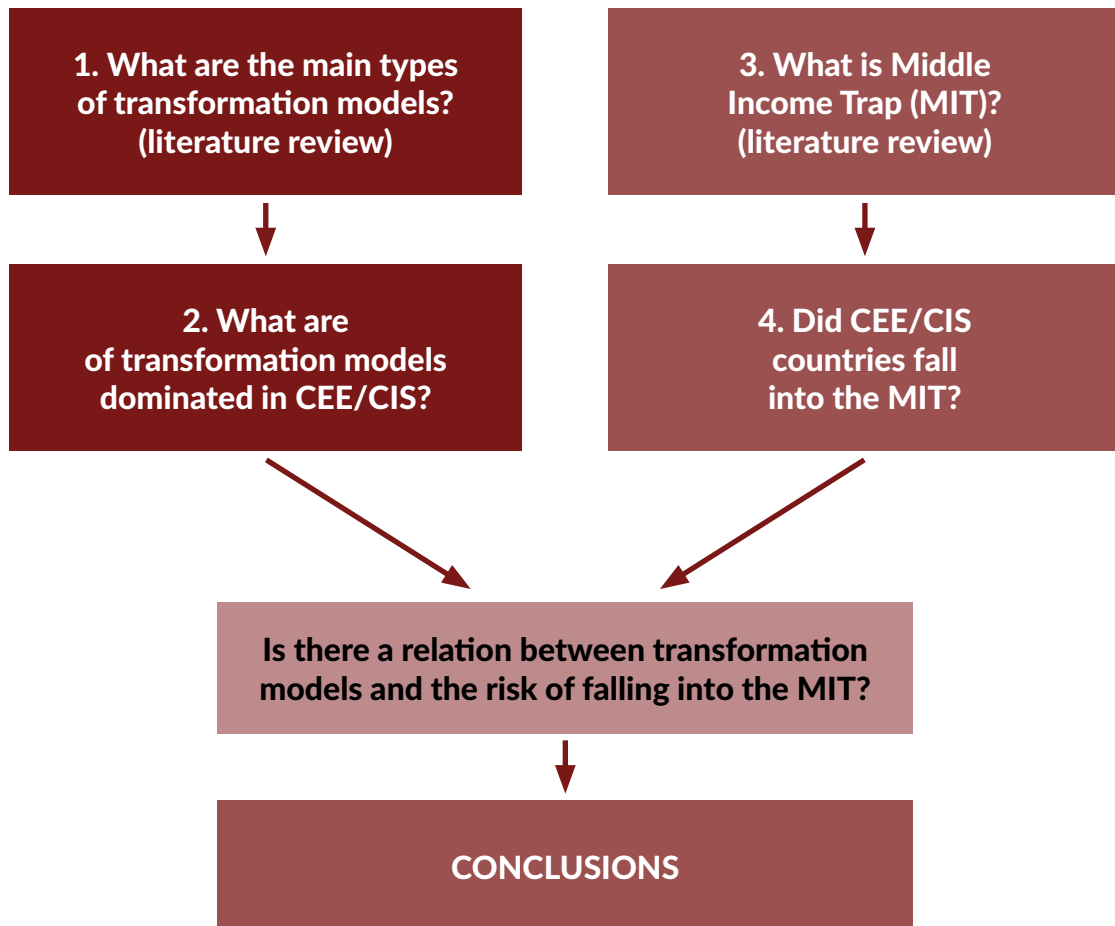 1. What are the main types
of transformation models?
(literature review)
2. What are
of transformation models
dominated in CEE/CIS?
3. What is Middle
Income Trap (MIT)?
(literature review)
4. Did CEE/CIS
countries fall
into the MIT?
Is there a relation between transformation
models and the risk of falling into the MIT?
CONCLUSIONS